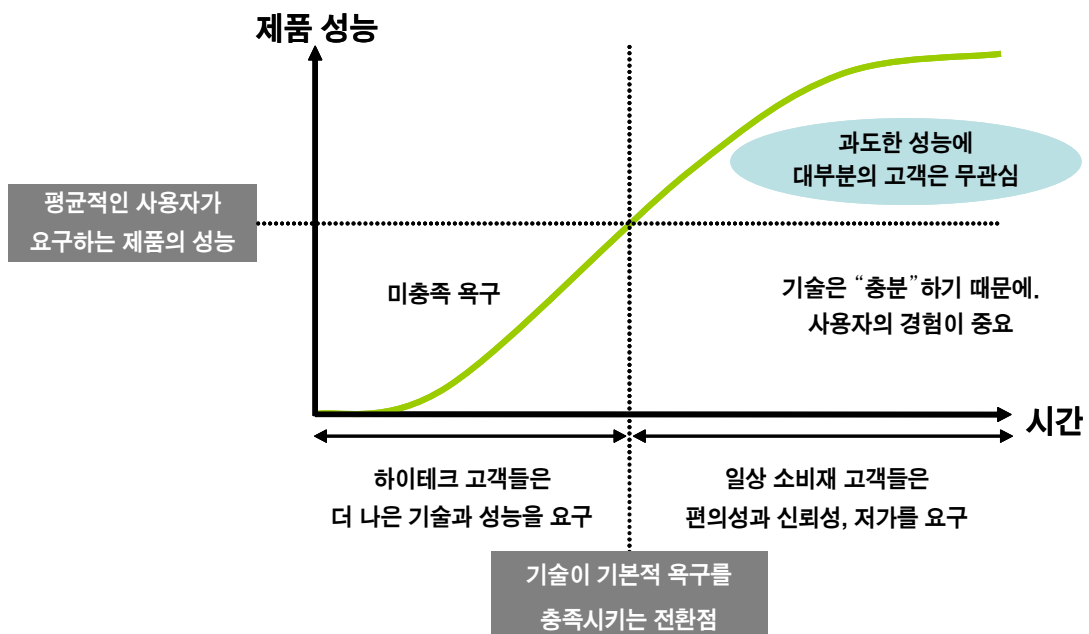 제품 성능
과도한 성능에
대부분의 고객은 무관심
평균적인 사용자가
요구하는 제품의 성능
미충족 욕구
기술은 “충분”하기 때문에.
사용자의 경험이 중요
시간
하이테크 고객들은
더 나은 기술과 성능을 요구
일상 소비재 고객들은
편의성과 신뢰성, 저가를 요구
기술이 기본적 욕구를
충족시키는 전환점